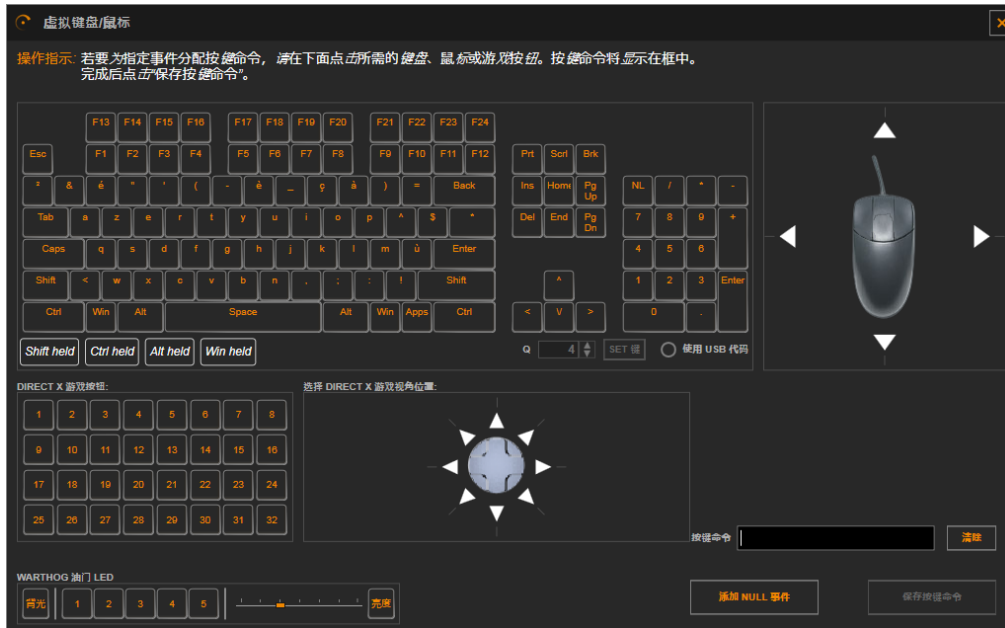 虚拟键盘/鼠标
操作指示: 若要为指定事件分配按键命令，请在下面点击所需的键盘、鼠标或游戏按钮。按键命令将显示在框中。
完成后点击“保存按键命令”。
F13 F14 F15 F16 F17 F18 F19 F20 F21 F22 F23 F24
Esc F1 F2 F3 F4 F5 F6 F7 F8 F9 F10 F11 F12 Prt Scrl Brk
² & é " ' ( - è _ ç à ) = Back Ins Home Pg Up NL / * -
Tab a z e r t y u i o p ^ $ * Del End Pg Dn 7 8 9 +
Caps q s d f g h j k l m ù Enter 4 5 6
Shift < w x c v b n , ; : ! Shift ^ 1 2 3 Enter
Ctrl Win Alt Space Alt Win Apps Ctrl < V > 0 .
Shift held Ctrl held Alt held Win held Q 4 SET 键 使用 USB 代码
DIRECT X 游戏按钮: 选择 DIRECT X 游戏视角位置:
1 2 3 4 5 6 7 8
9 10 11 12 13 14 15 16
17 18 19 20 21 22 23 24
25 26 27 28 29 30 31 32
按键命令 清除
WARTHOG 油门 LED
背光 1 2 3 4 5 亮度 添加 NULL 事件 保存按键命令